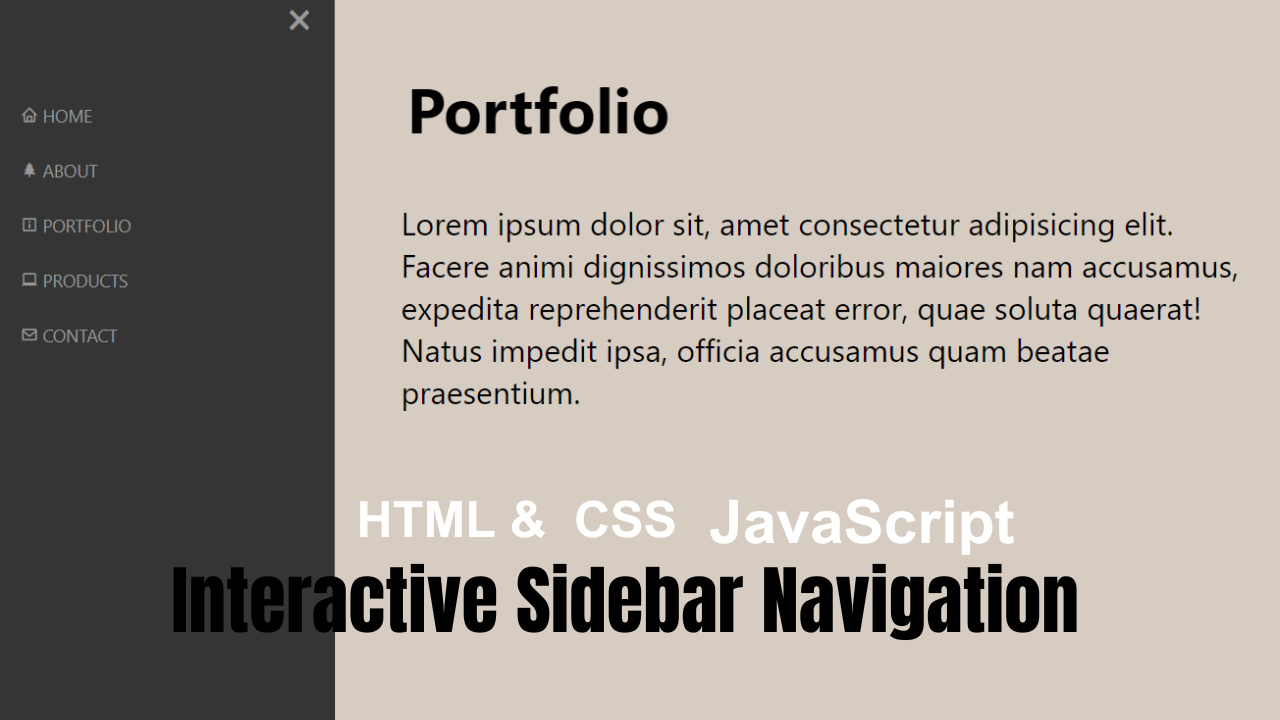 HOME
ABOUT
PORTFOLIO
PRODUCTS
CONTACT
Portfolio
Lorem ipsum dolor sit, amet consectetur adipisicing elit.
Facere animi dignissimos doloribus maiores nam accusamus,
expedita reprehenderit placeat error, quae soluta quaerat!
Natus impedit ipsa, officia accusamus quam beatae
praesentium.
HTML & CSS JavaScript
Interactive Sidebar Navigation